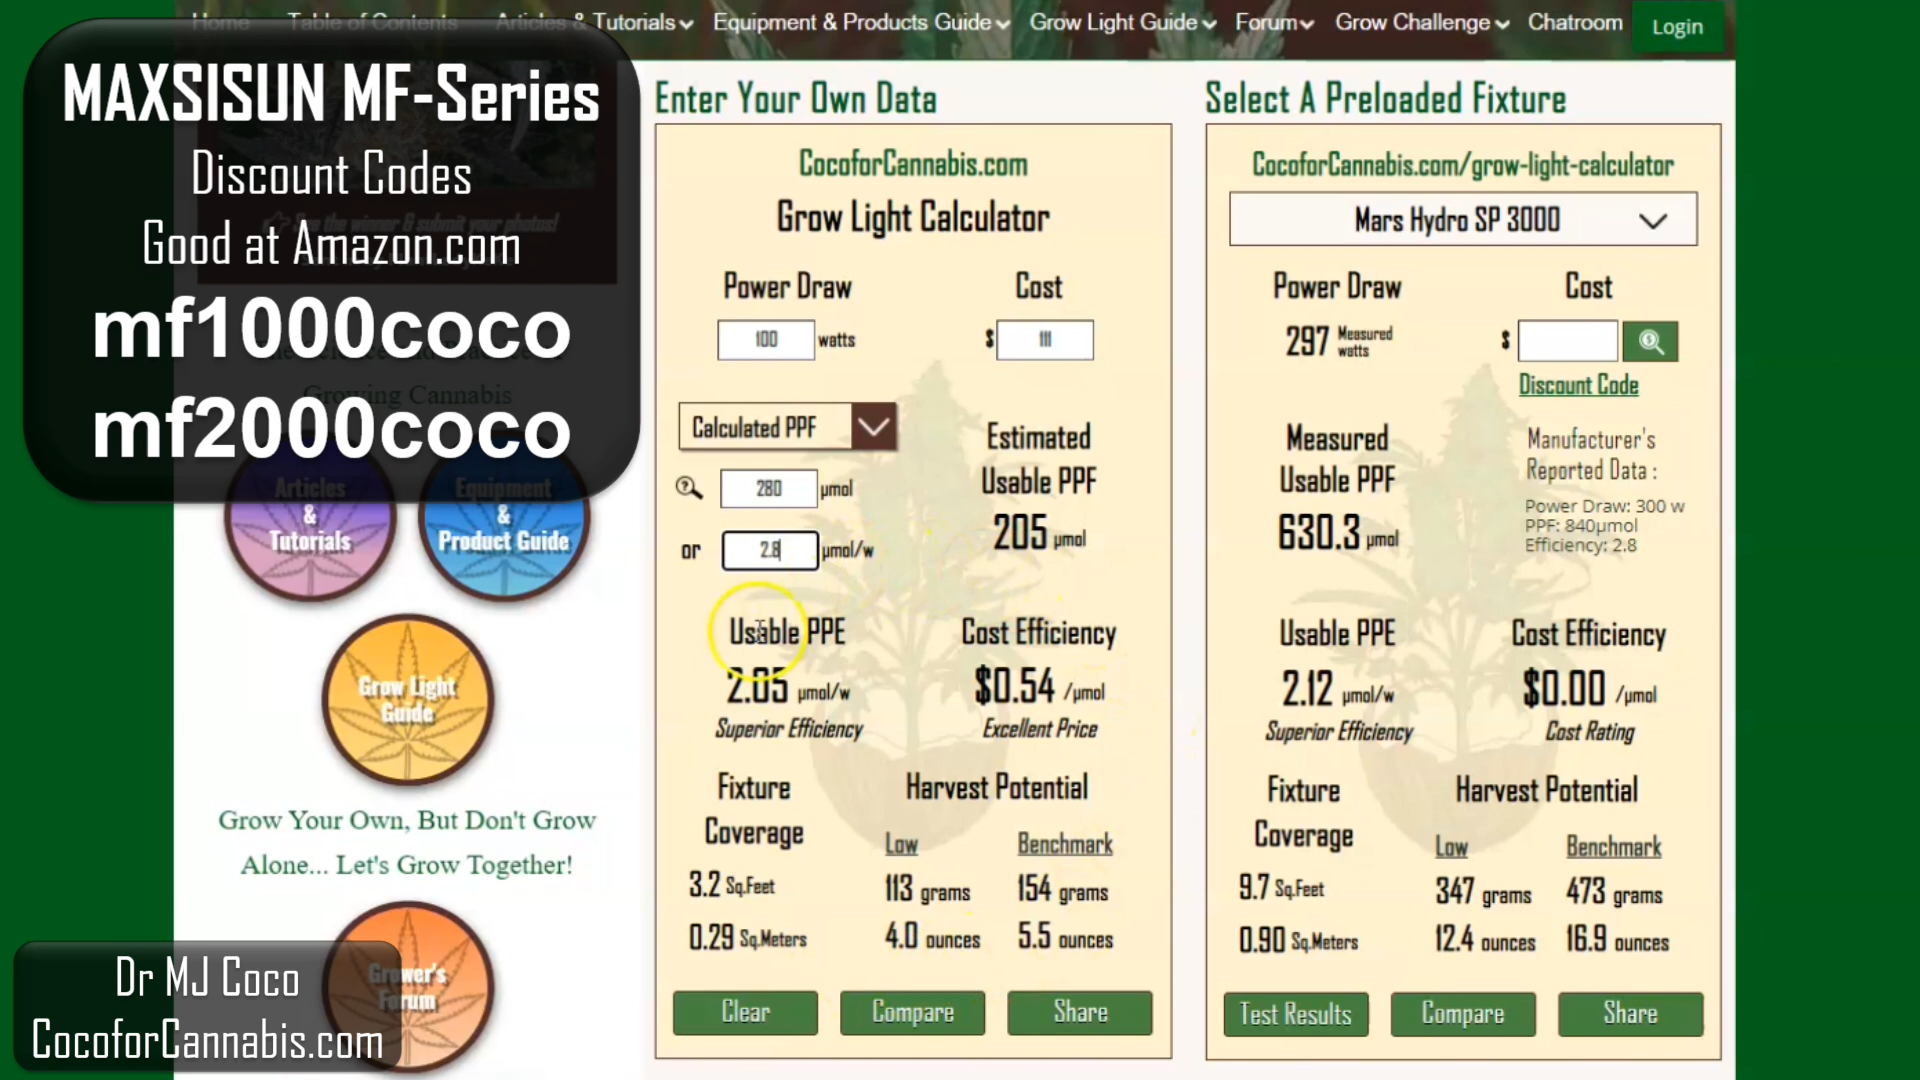 Home Table of Contents Articles & Tutorials Equipment & Products Guide Grow Light Guide Forum Grow Challenge Chatroom Login
MAXSISUN MF-Series
Discount Codes
Good at Amazon.com
mf1000coco
mf2000coco
See the winner & submit your photos!
Growing Cannabis
Articles
&
Tutorials
Equipment
&
Product Guide
Grow Light
Guide
Grow Your Own, But Don't Grow
Alone... Let's Grow Together!
Grower's
Forum
Dr MJ Coco
CocoforCannabis.com
Enter Your Own Data
CocoforCannabis.com
Grow Light Calculator
Power Draw Cost
100 watts $ 111
Calculated PPF
Estimated
Usable PPF
280 µmol
205 µmol
or 2.8 µmol/w
Usable PPE Cost Efficiency
2.05 µmol/w $0.54 /µmol
Superior Efficiency Excellent Price
Fixture
Coverage
Harvest Potential
Low Benchmark
3.2 Sq.Feet 113 grams 154 grams
0.29 Sq.Meters 4.0 ounces 5.5 ounces
Clear Compare Share
Select A Preloaded Fixture
CocoforCannabis.com/grow-light-calculator
Mars Hydro SP 3000
Power Draw Cost
297 Measured watts $
Discount Code
Measured
Usable PPF
630.3 µmol
Manufacturer's
Reported Data :
Power Draw: 300 w
PPF: 840µmol
Efficiency: 2.8
Usable PPE Cost Efficiency
2.12 µmol/w $0.00 /µmol
Superior Efficiency Cost Rating
Fixture
Coverage
Harvest Potential
Low Benchmark
9.7 Sq.Feet 347 grams 473 grams
0.90 Sq.Meters 12.4 ounces 16.9 ounces
Test Results Compare Share